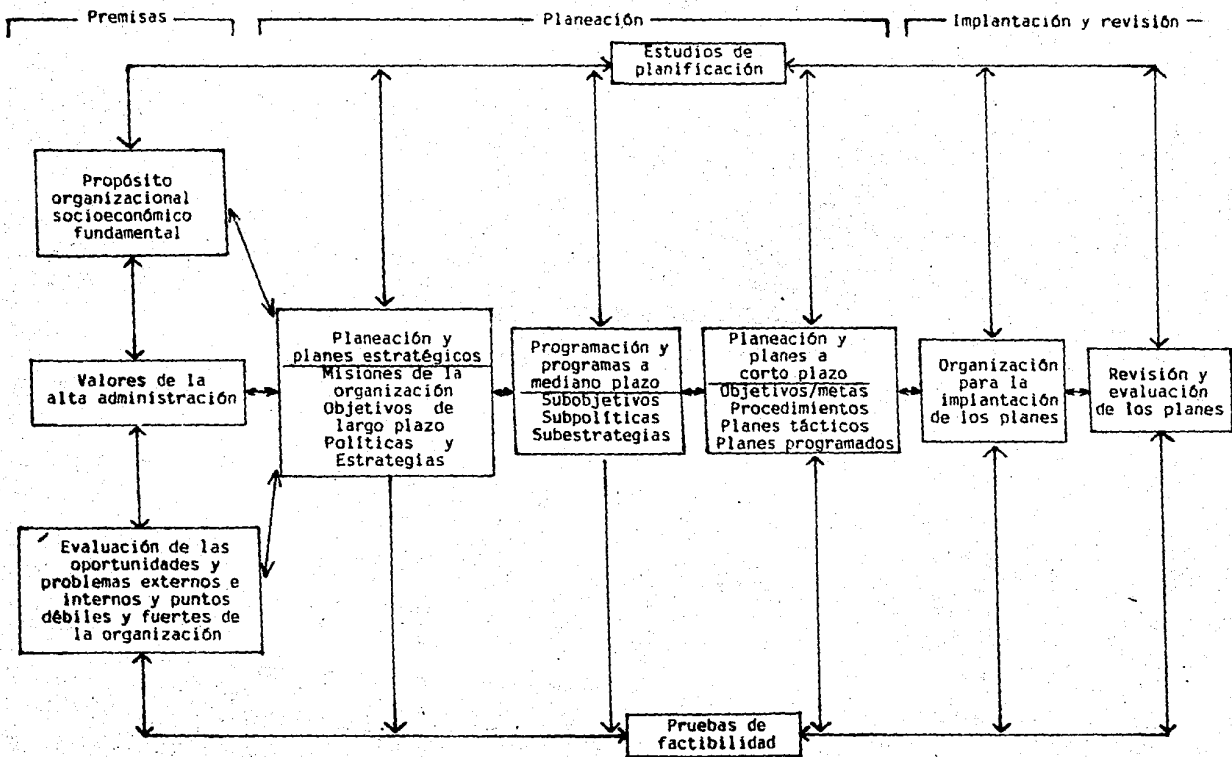 Premisas
Planeación
Implantación y revisión
Estudios de
planificación
Propósito
organizacional
socioeconómico
fundamental
Valores de la
alta administración
Evaluación de las
oportunidades y
problemas externos e
internos y puntos
débiles y fuertes de
la organización
Planeación y
planes estratégicos
Misiones de la
organización
Objetivos de
largo plazo
Políticas y
Estrategias
Programación y
programas a
mediano plazo
Subobjetivos
Subpolíticas
Subestrategias
Planeación y
planes a
corto plazo
Objetivos/metas
Procedimientos
Planes tácticos
Planes programados
Organización
para la
implantación
de los planes
Revisión y
evaluación
de los planes
Pruebas de
factibilidad